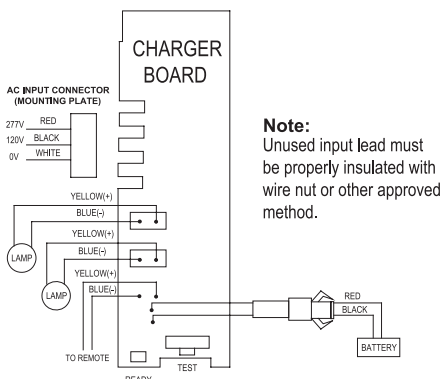 CHARGER
BOARD
AC INPUT CONNECTOR
(MOUNTING PLATE)
277V RED
120V BLACK
0V WHITE
Note:
Unused input lead must
be properly insulated with
wire nut or other approved
method.
YELLOW(+)
BLUE(-)
YELLOW(+)
LAMP
BLUE(-)
YELLOW(+)
LAMP
BLUE(-)
RED
BLACK
BATTERY
TO REMOTE
TEST
READY